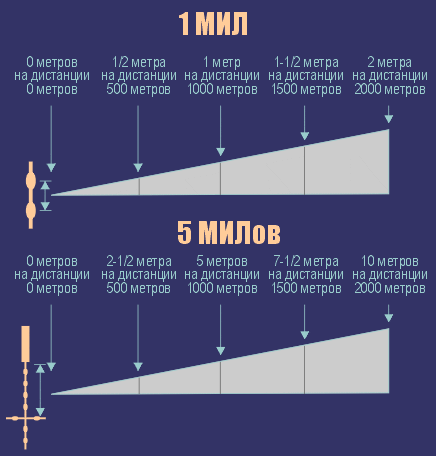 1 МИЛ
0 метров 1/2 метра 1 метр 1-1/2 метра 2 метра
на дистанции на дистанции на дистанции на дистанции на дистанции
0 метров 500 метров 1000 метров 1500 метров 2000 метров
5 МИЛов
0 метров 2-1/2 метра 5 метров 7-1/2 метра 10 метров
на дистанции на дистанции на дистанции на дистанции на дистанции
0 метров 500 метров 1000 метров 1500 метров 2000 метров